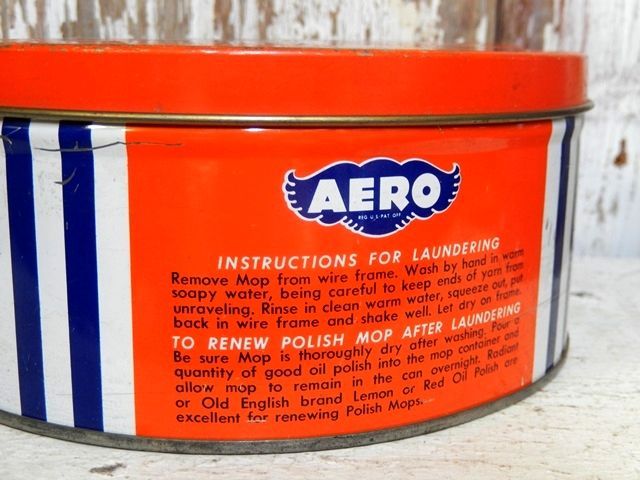 AERO
REG U·S·PAT OFF
INSTRUCTIONS FOR LAUNDERING
Remove Mop from wire frame. Wash by hand in warm
soapy water, being careful to keep ends of yarn from
unraveling. Rinse in clean warm water, squeeze out, put
back in wire frame and shake well. Let dry on frame.
TO RENEW POLISH MOP AFTER LAUNDERING
Be sure Mop is thoroughly dry after washing. Pour a
quantity of good oil polish into the mop container and
allow mop to remain in the can overnight. Radiant
or Old English brand Lemon or Red Oil Polish are
excellent for renewing Polish Mops.